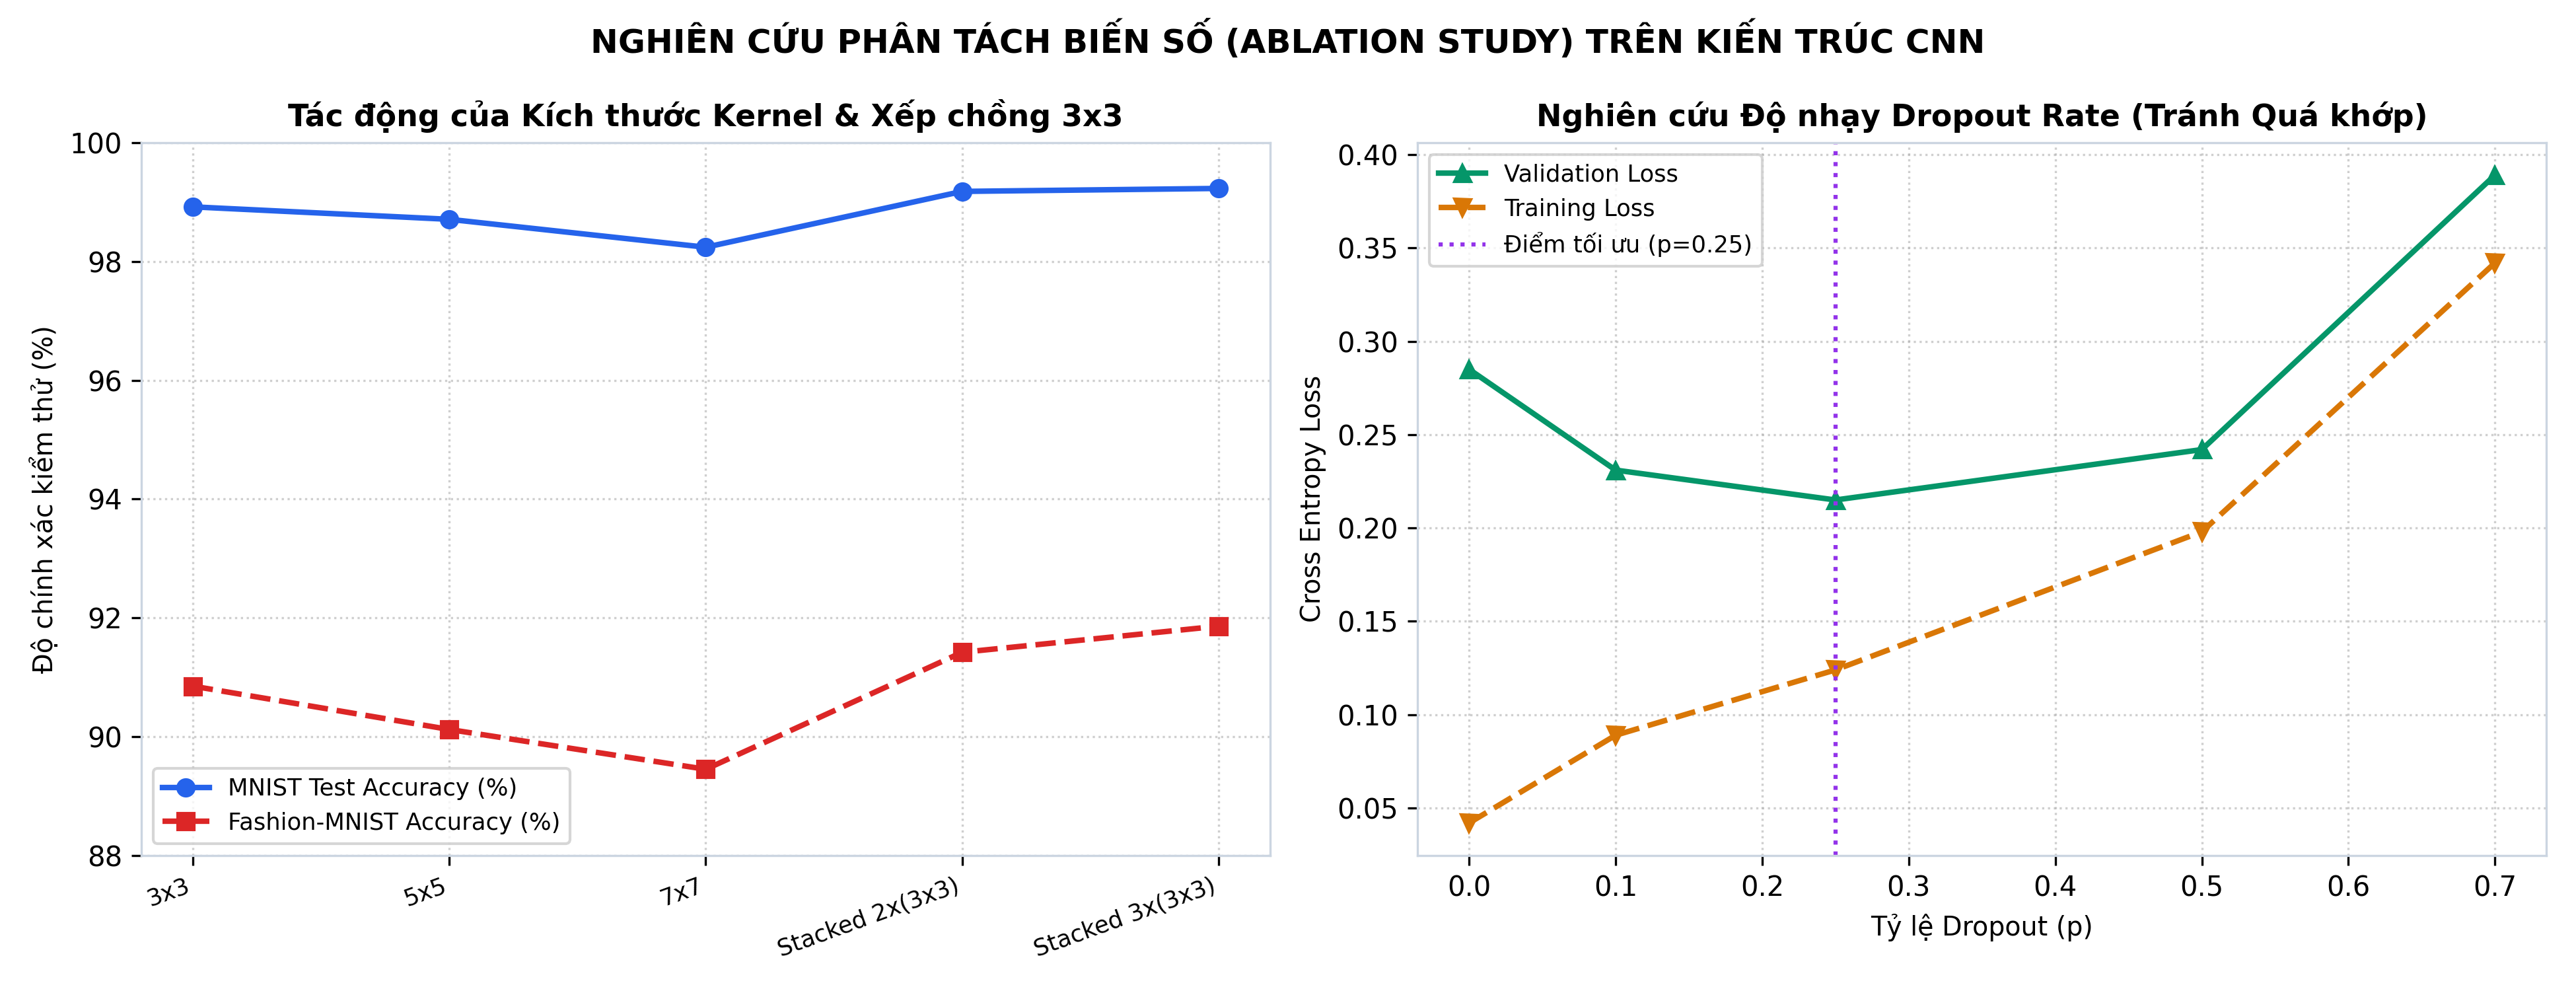 NGHIÊN CỨU PHÂN TÁCH BIẾN SỐ (ABLATION STUDY) TRÊN KIẾN TRÚC CNN
Tác động của Kích thước Kernel & Xếp chồng 3x3
100
98
96
94
92
90
88
Độ chính xác kiểm thử (%)
MNIST Test Accuracy (%)
Fashion-MNIST Accuracy (%)
3x3
5x5
7x7
Stacked 2x(3x3)
Stacked 3x(3x3)
Nghiên cứu Độ nhạy Dropout Rate (Tránh Quá khớp)
0.40
0.35
0.30
0.25
0.20
0.15
0.10
0.05
Cross Entropy Loss
Validation Loss
Training Loss
Điểm tối ưu (p=0.25)
0.0
0.1
0.2
0.3
0.4
0.5
0.6
0.7
Tỷ lệ Dropout (p)